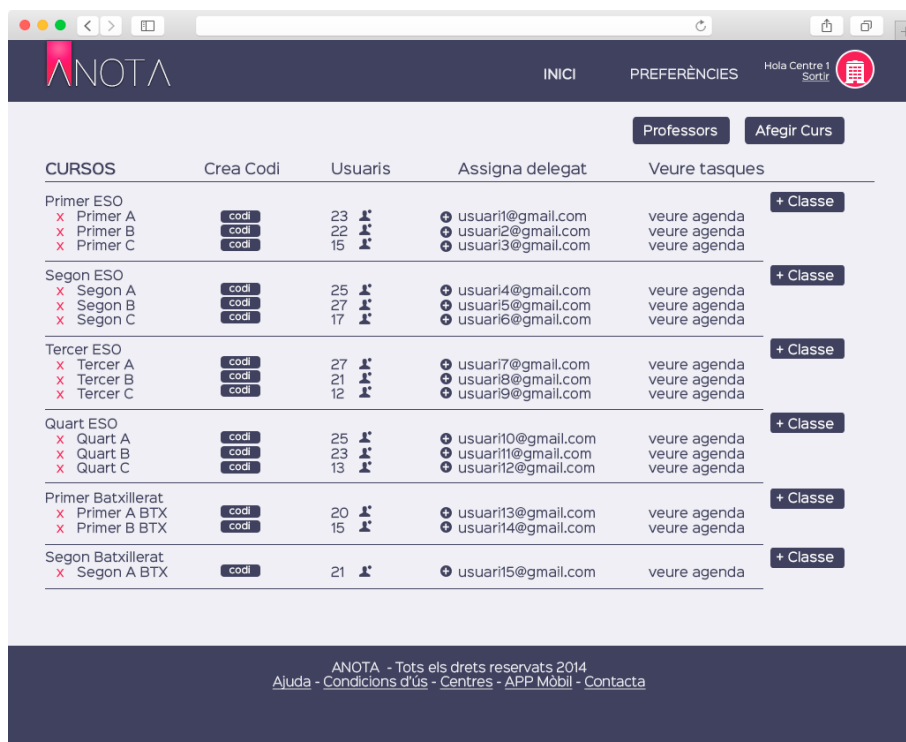 ANOTA
INICI PREFERÈNCIES Hola Centre 1
Sortir
Professors Afegir Curs
CURSOS Crea Codi Usuaris Assigna delegat Veure tasques
Primer ESO + Classe
x Primer A codi 23 usuari1@gmail.com veure agenda
x Primer B codi 22 usuari2@gmail.com veure agenda
x Primer C codi 15 usuari3@gmail.com veure agenda
Segon ESO + Classe
x Segon A codi 25 usuari4@gmail.com veure agenda
x Segon B codi 27 usuari5@gmail.com veure agenda
x Segon C codi 17 usuari6@gmail.com veure agenda
Tercer ESO + Classe
x Tercer A codi 27 usuari7@gmail.com veure agenda
x Tercer B codi 21 usuari8@gmail.com veure agenda
x Tercer C codi 12 usuari9@gmail.com veure agenda
Quart ESO + Classe
x Quart A codi 25 usuari10@gmail.com veure agenda
x Quart B codi 23 usuari11@gmail.com veure agenda
x Quart C codi 13 usuari12@gmail.com veure agenda
Primer Batxillerat + Classe
x Primer A BTX codi 20 usuari13@gmail.com veure agenda
x Primer B BTX codi 15 usuari14@gmail.com veure agenda
Segon Batxillerat + Classe
x Segon A BTX codi 21 usuari15@gmail.com veure agenda
ANOTA - Tots els drets reservats 2014
Ajuda - Condicions d'ús - Centres - APP Mòbil - Contacta